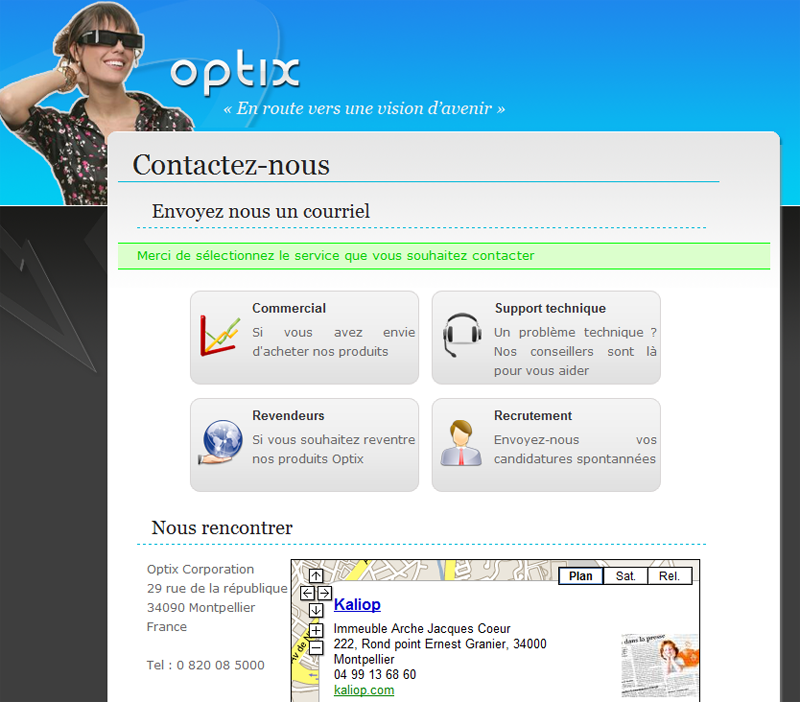 optix
« En route vers une vision d’avenir »
Contactez-nous
Envoyez nous un courriel
Merci de sélectionnez le service que vous souhaitez contacter
Commercial
Si vous avez envie
d'acheter nos produits
Support technique
Un problème technique ?
Nos conseillers sont là
pour vous aider
Revendeurs
Si vous souhaitez reventre
nos produits Optix
Recrutement
Envoyez-nous vos
candidatures spontannées
Nous rencontrer
Optix Corporation
29 rue de la république
34090 Montpellier
France
Tel : 0 820 08 5000
Plan Sat. Rel.
Kaliop
Immeuble Arche Jacques Coeur
222, Rond point Ernest Granier, 34000
Montpellier
04 99 13 68 60
kaliop.com
dans la presse